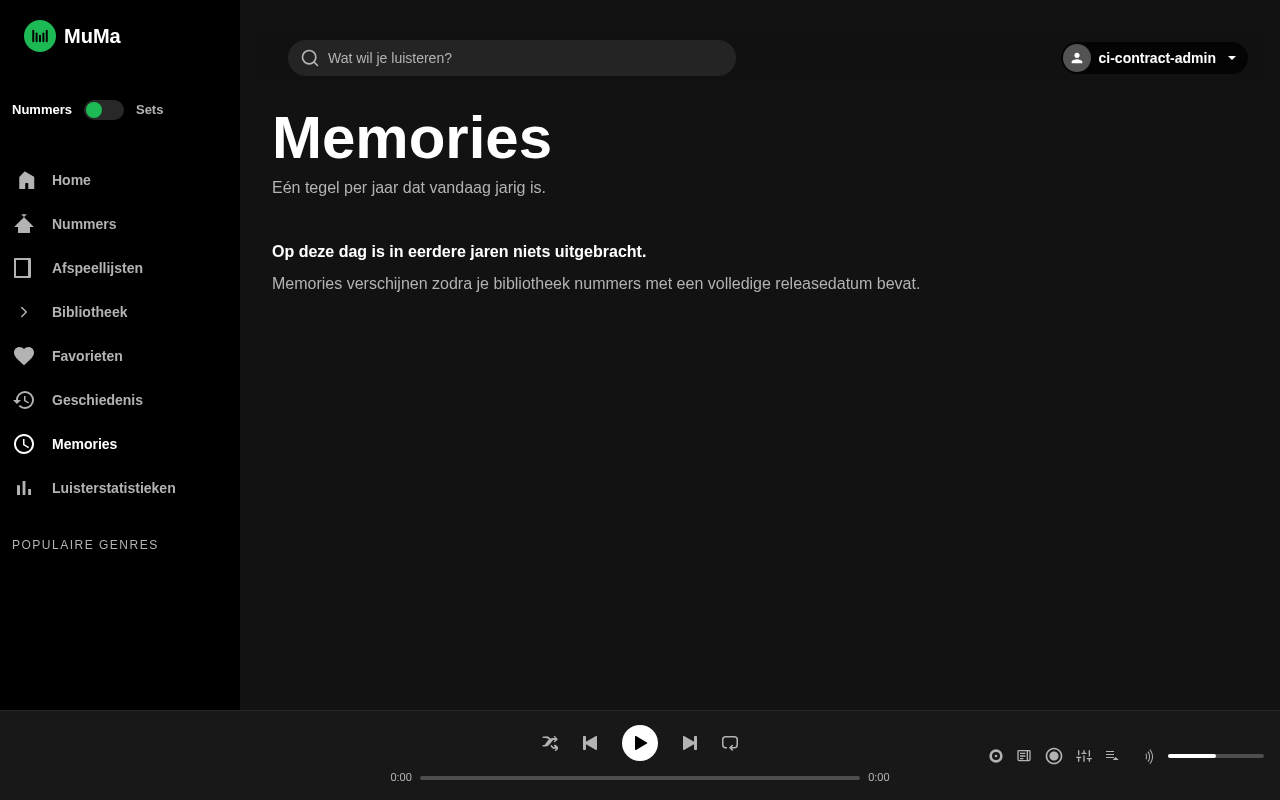 MuMa
Wat wil je luisteren?
ci-contract-admin
Nummers
Sets
Home
Nummers
Afspeellijsten
Bibliotheek
Favorieten
Geschiedenis
Memories
Luisterstatistieken
POPULAIRE GENRES
Memories
Eén tegel per jaar dat vandaag jarig is.
Op deze dag is in eerdere jaren niets uitgebracht.
Memories verschijnen zodra je bibliotheek nummers met een volledige releasedatum bevat.
0:00
0:00